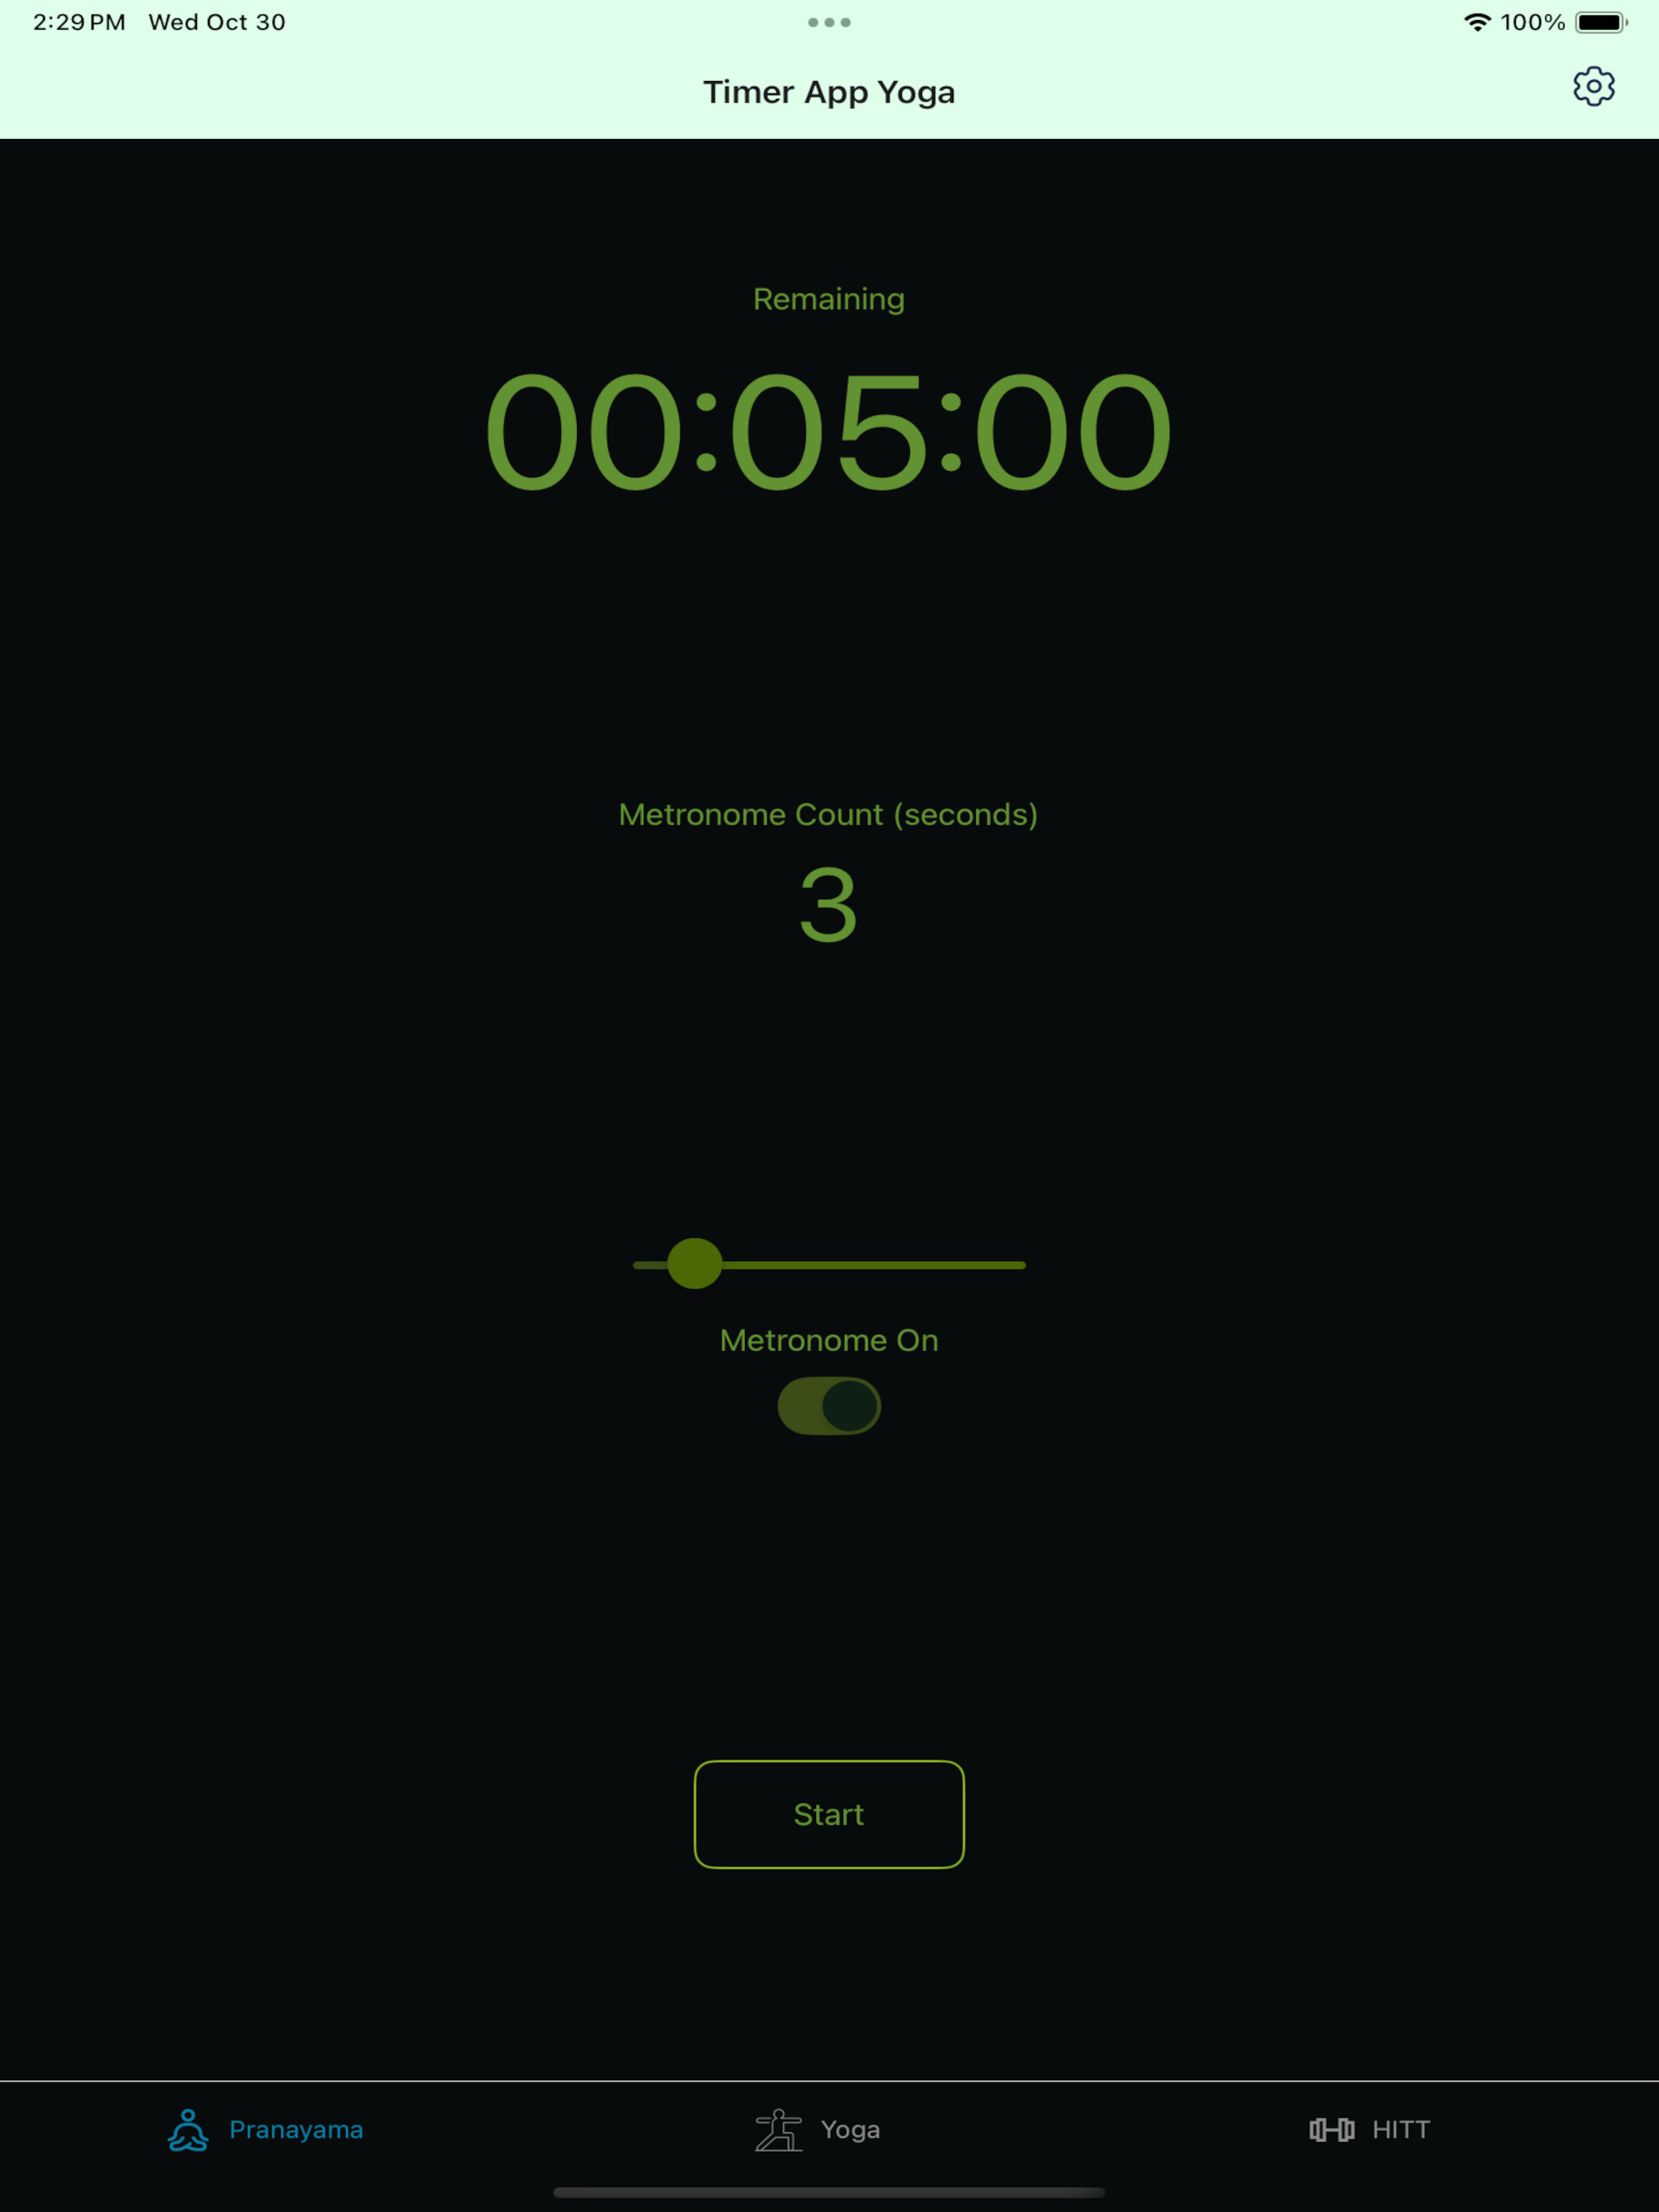 2:29 PM Wed Oct 30 100%
Timer App Yoga
Remaining
00:05:00
Metronome Count (seconds)
3
Metronome On
Start
Pranayama Yoga HITT